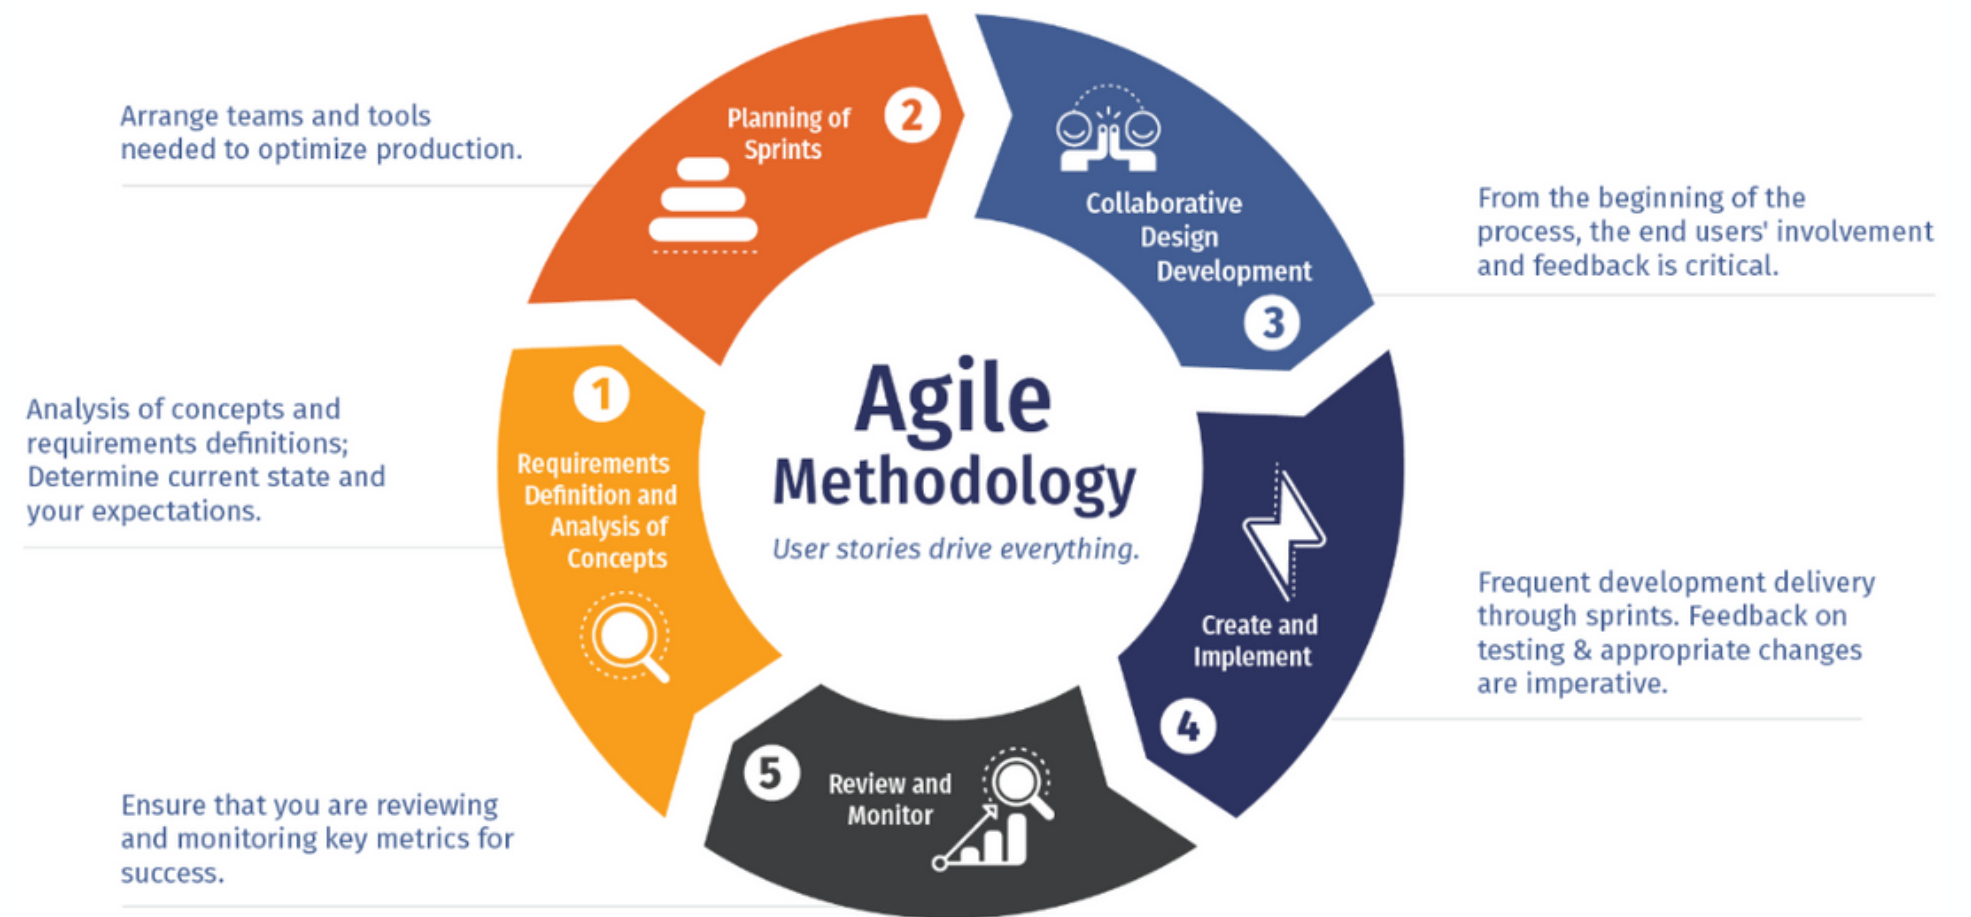 Arrange teams and tools
needed to optimize production.
Planning of
Sprints
2
Collaborative
Design
Development
3
From the beginning of the
process, the end users' involvement
and feedback is critical.
Analysis of concepts and
requirements definitions;
Determine current state and
your expectations.
1
Requirements
Definition and
Analysis of
Concepts
Agile
Methodology
User stories drive everything.
Create and
Implement
4
Frequent development delivery
through sprints. Feedback on
testing & appropriate changes
are imperative.
Ensure that you are reviewing
and monitoring key metrics for
success.
5
Review and
Monitor